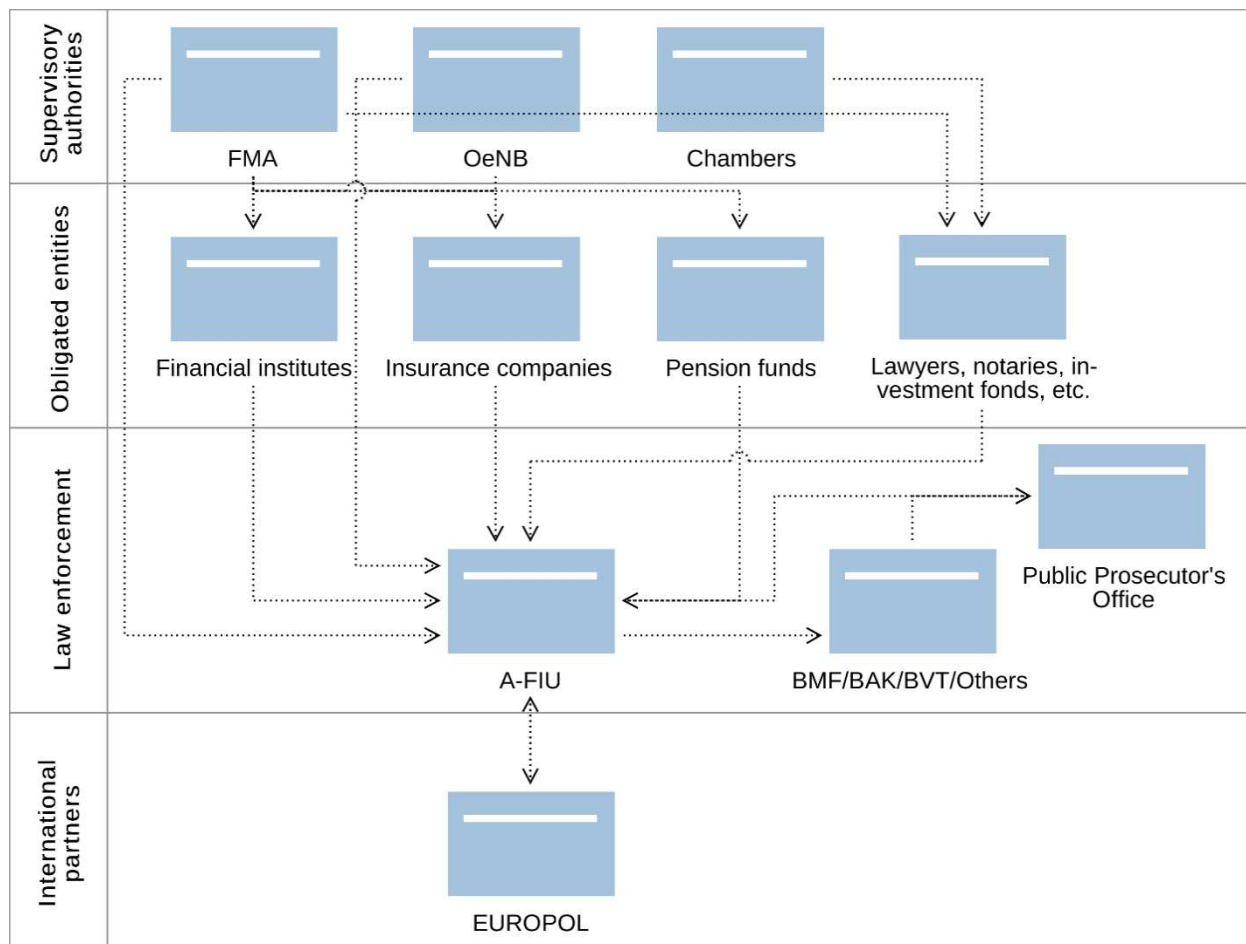 Supervisory
authorities
FMA
OeNB
Chambers
Obligated entities
Financial institutes
Insurance companies
Pension funds
Lawyers, notaries, in-
vestment fonds, etc.
Law enforcement
A-FIU
BMF/BAK/BVT/Others
Public Prosecutor's
Office
International
partners
EUROPOL